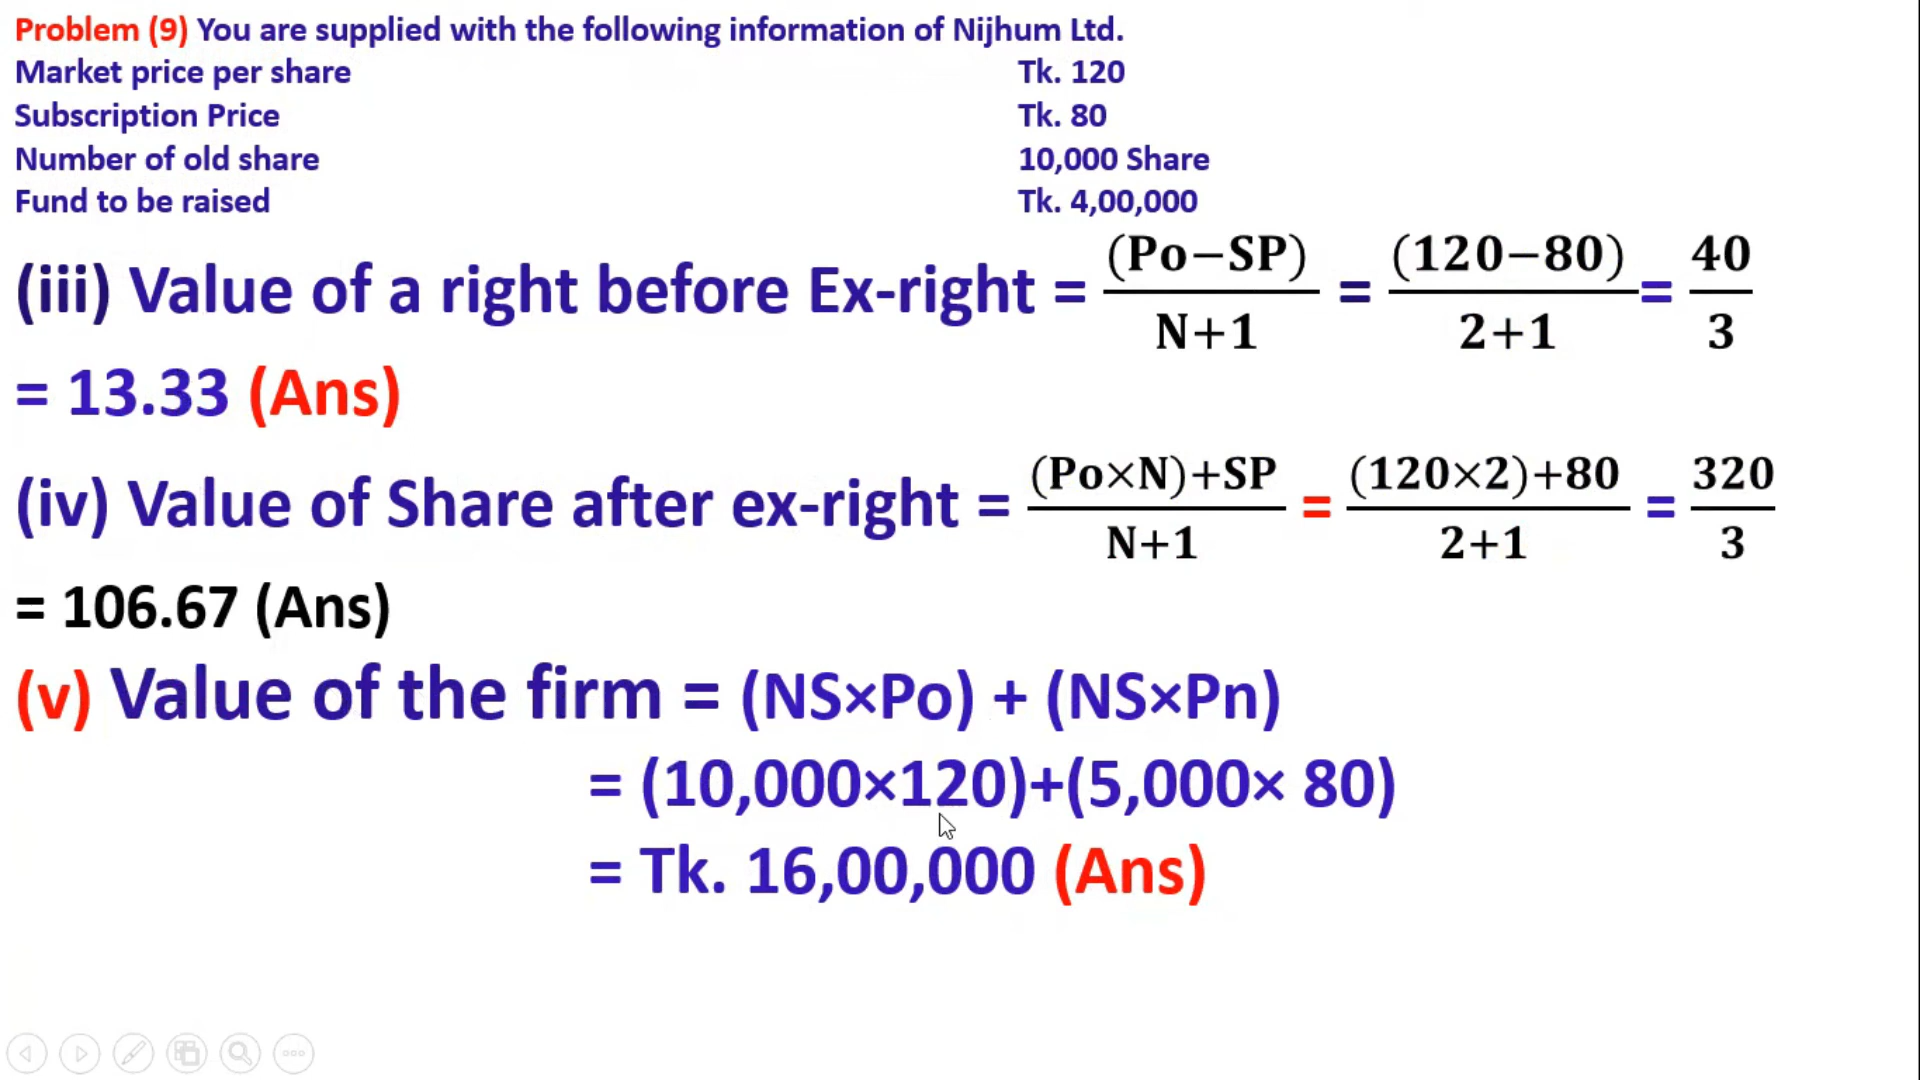 Problem (9) You are supplied with the following information of Nijhum Ltd.
Market price per share Tk. 120
Subscription Price Tk. 80
Number of old share 10,000 Share
Fund to be raised Tk. 4,00,000
(iii) Value of a right before Ex-right = (Po−SP)/N+1 = (120−80)/2+1 = 40/3
= 13.33 (Ans)
(iv) Value of Share after ex-right = (Po×N)+SP/N+1 = (120×2)+80/2+1 = 320/3
= 106.67 (Ans)
(v) Value of the firm = (NS×Po) + (NS×Pn)
= (10,000×120)+(5,000× 80)
= Tk. 16,00,000 (Ans)